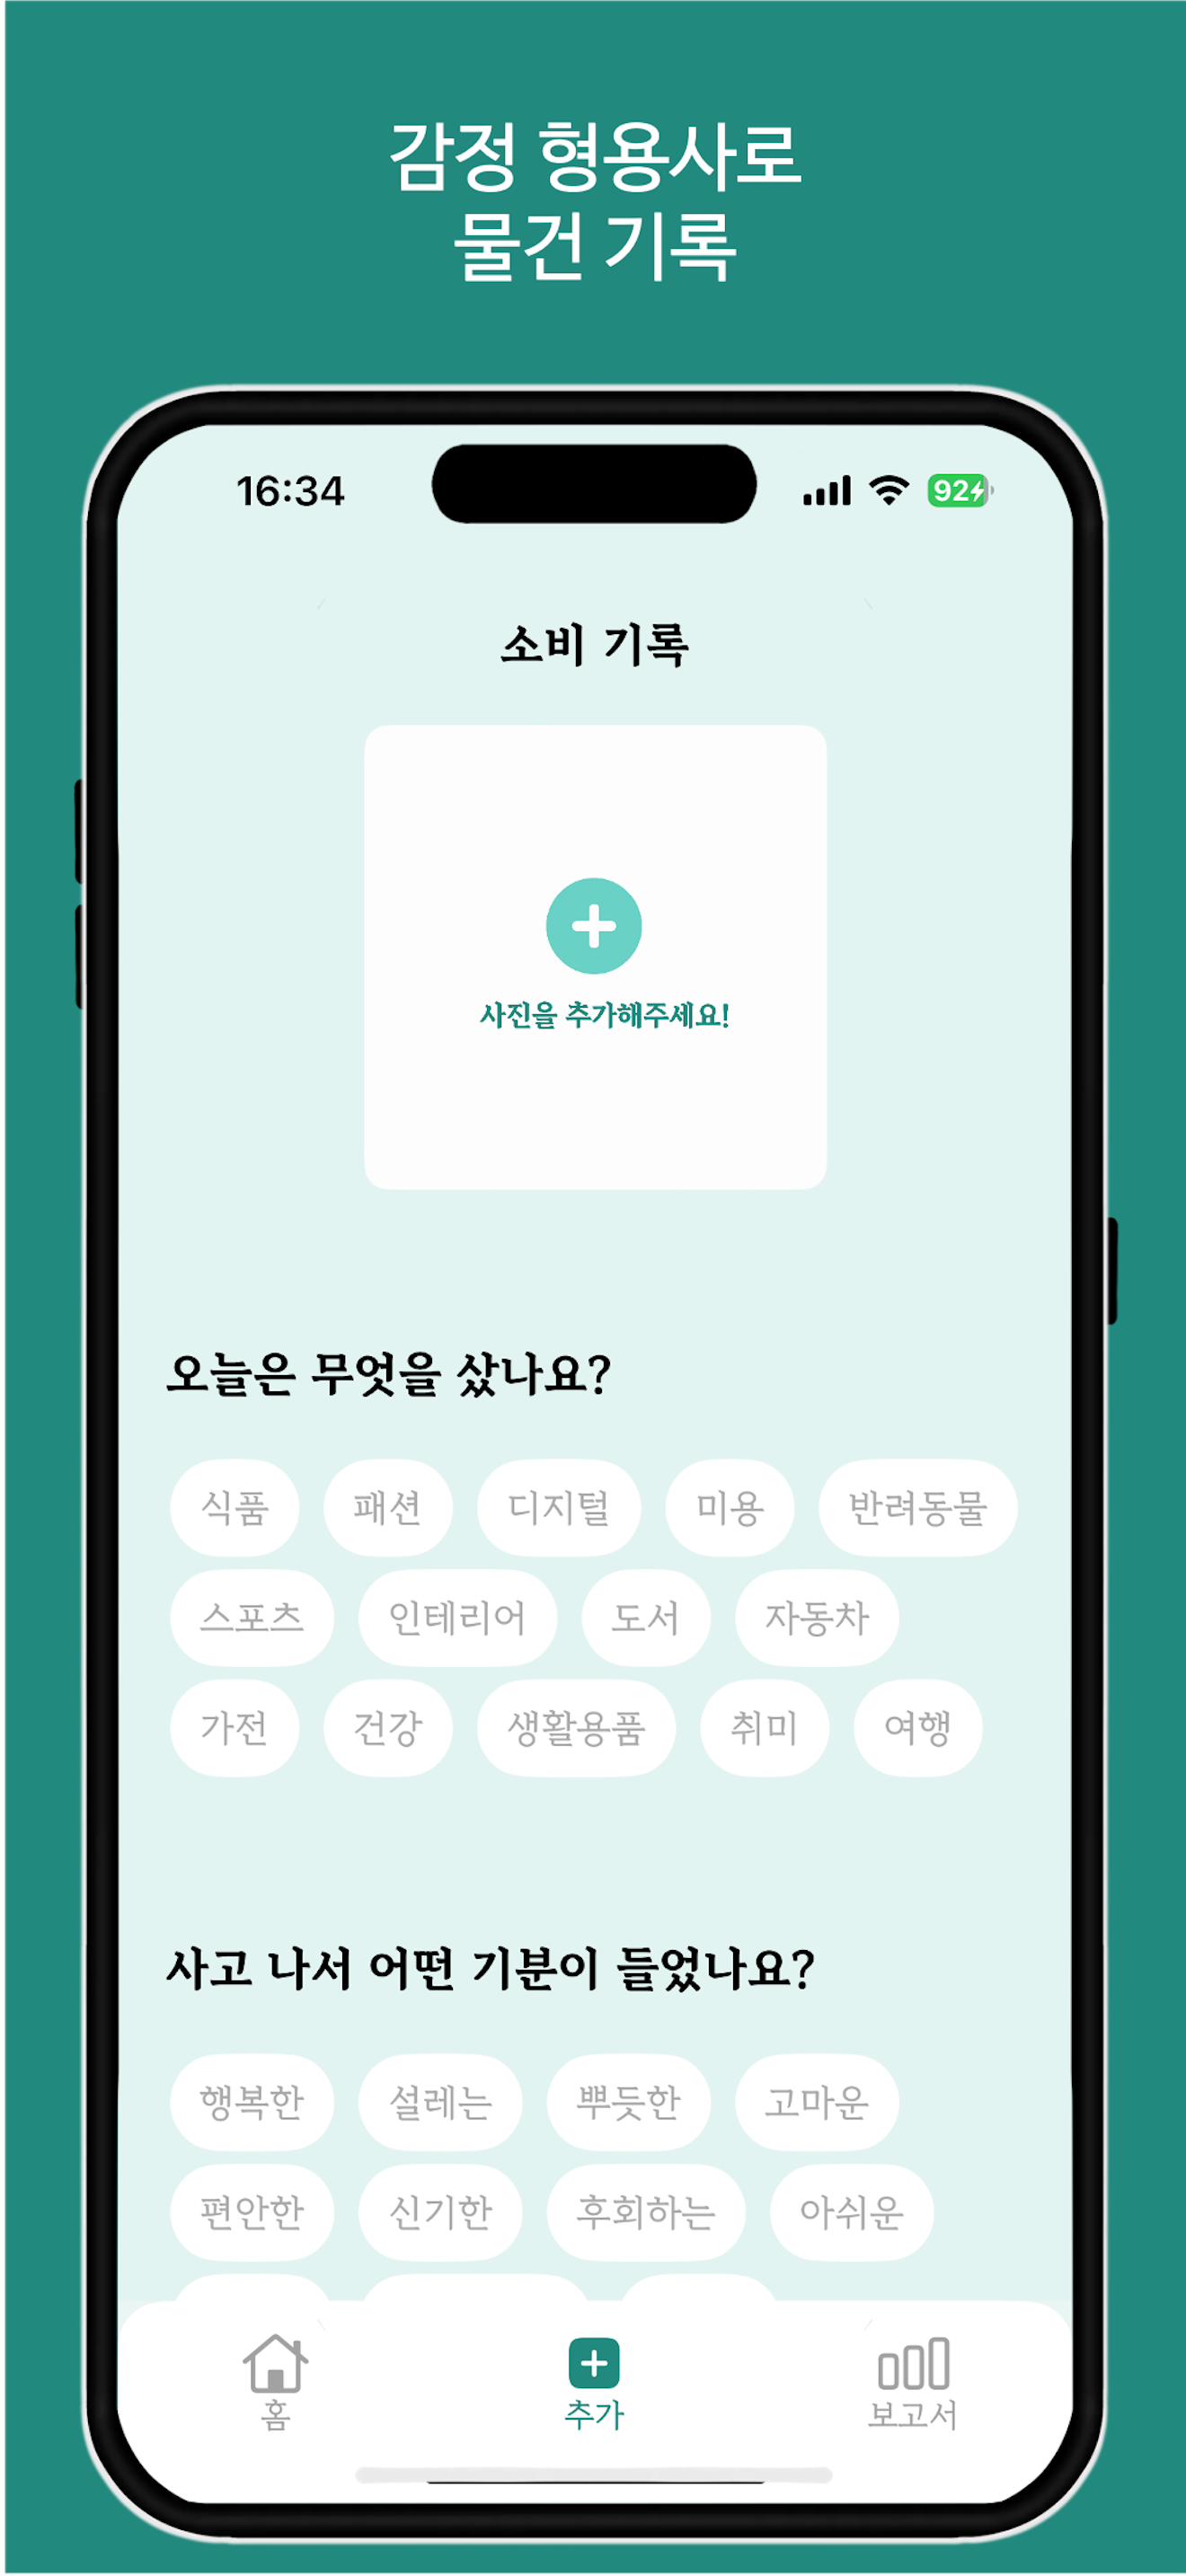 감정 형용사로
물건 기록
16:34
92
소비 기록
사진을 추가해주세요!
오늘은 무엇을 샀나요?
식품 패션 디지털 미용 반려동물
스포츠 인테리어 도서 자동차
가전 건강 생활용품 취미 여행
사고 나서 어떤 기분이 들었나요?
행복한 설레는 뿌듯한 고마운
편안한 신기한 후회하는 아쉬운
홈 추가 보고서